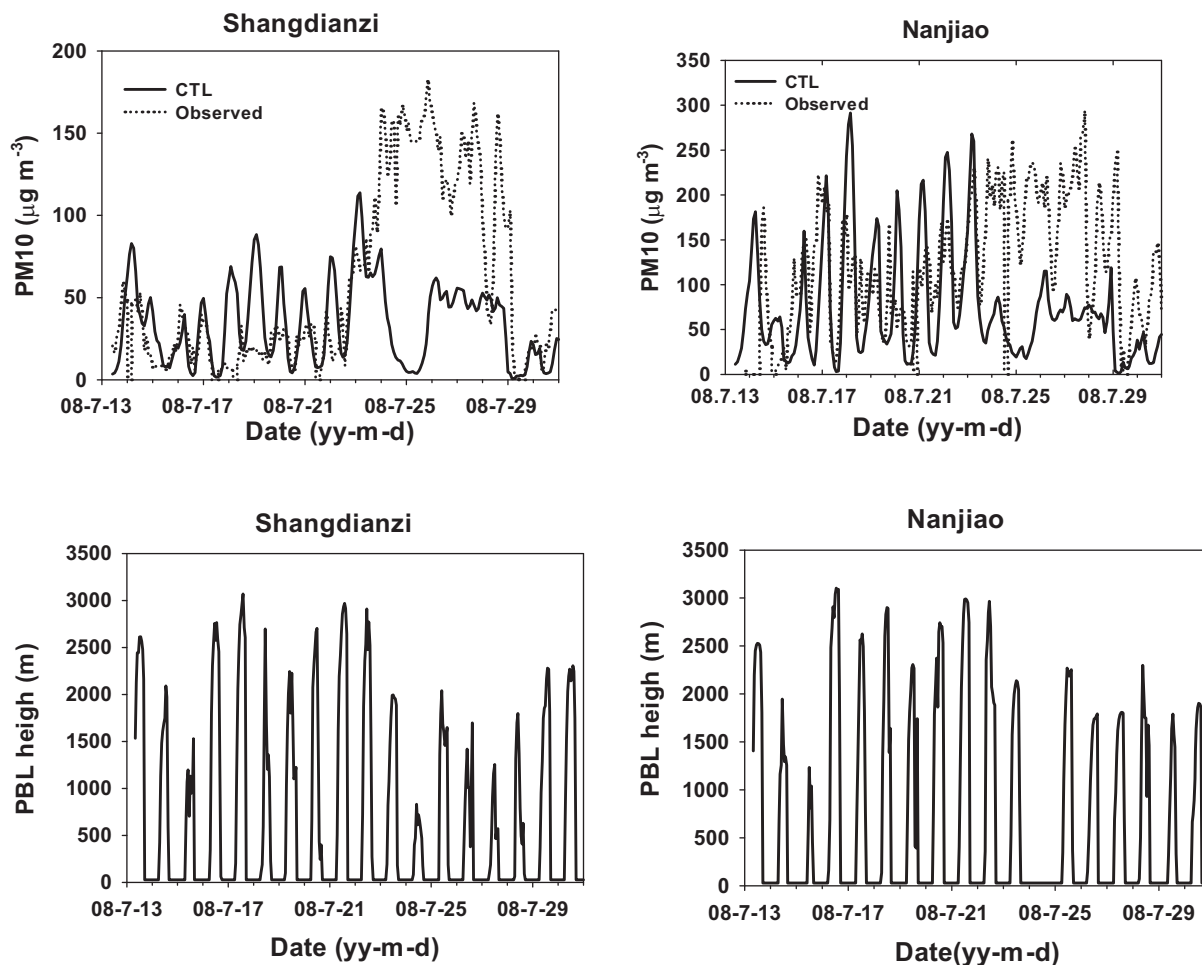 Shangdianzi
PM10 (μg m-3)
200
150
100
50
0
CTL
Observed
08-7-13 08-7-17 08-7-21 08-7-25 08-7-29
Date (yy-m-d)
Nanjiao
PM10 (μg m-3)
350
300
250
200
150
100
50
0
CTL
Observed
08.7.13 08.7.17 08.7.21 08.7.25 08.7.29
Date (yy-m-d)
Shangdianzi
PBL heigh (m)
3500
3000
2500
2000
1500
1000
500
0
08-7-13 08-7-17 08-7-21 08-7-25 08-7-29
Date (yy-m-d)
Nanjiao
PBL heigh (m)
3500
3000
2500
2000
1500
1000
500
0
08-7-13 08-7-17 08-7-21 08-7-25 08-7-29
Date(yy-m-d)